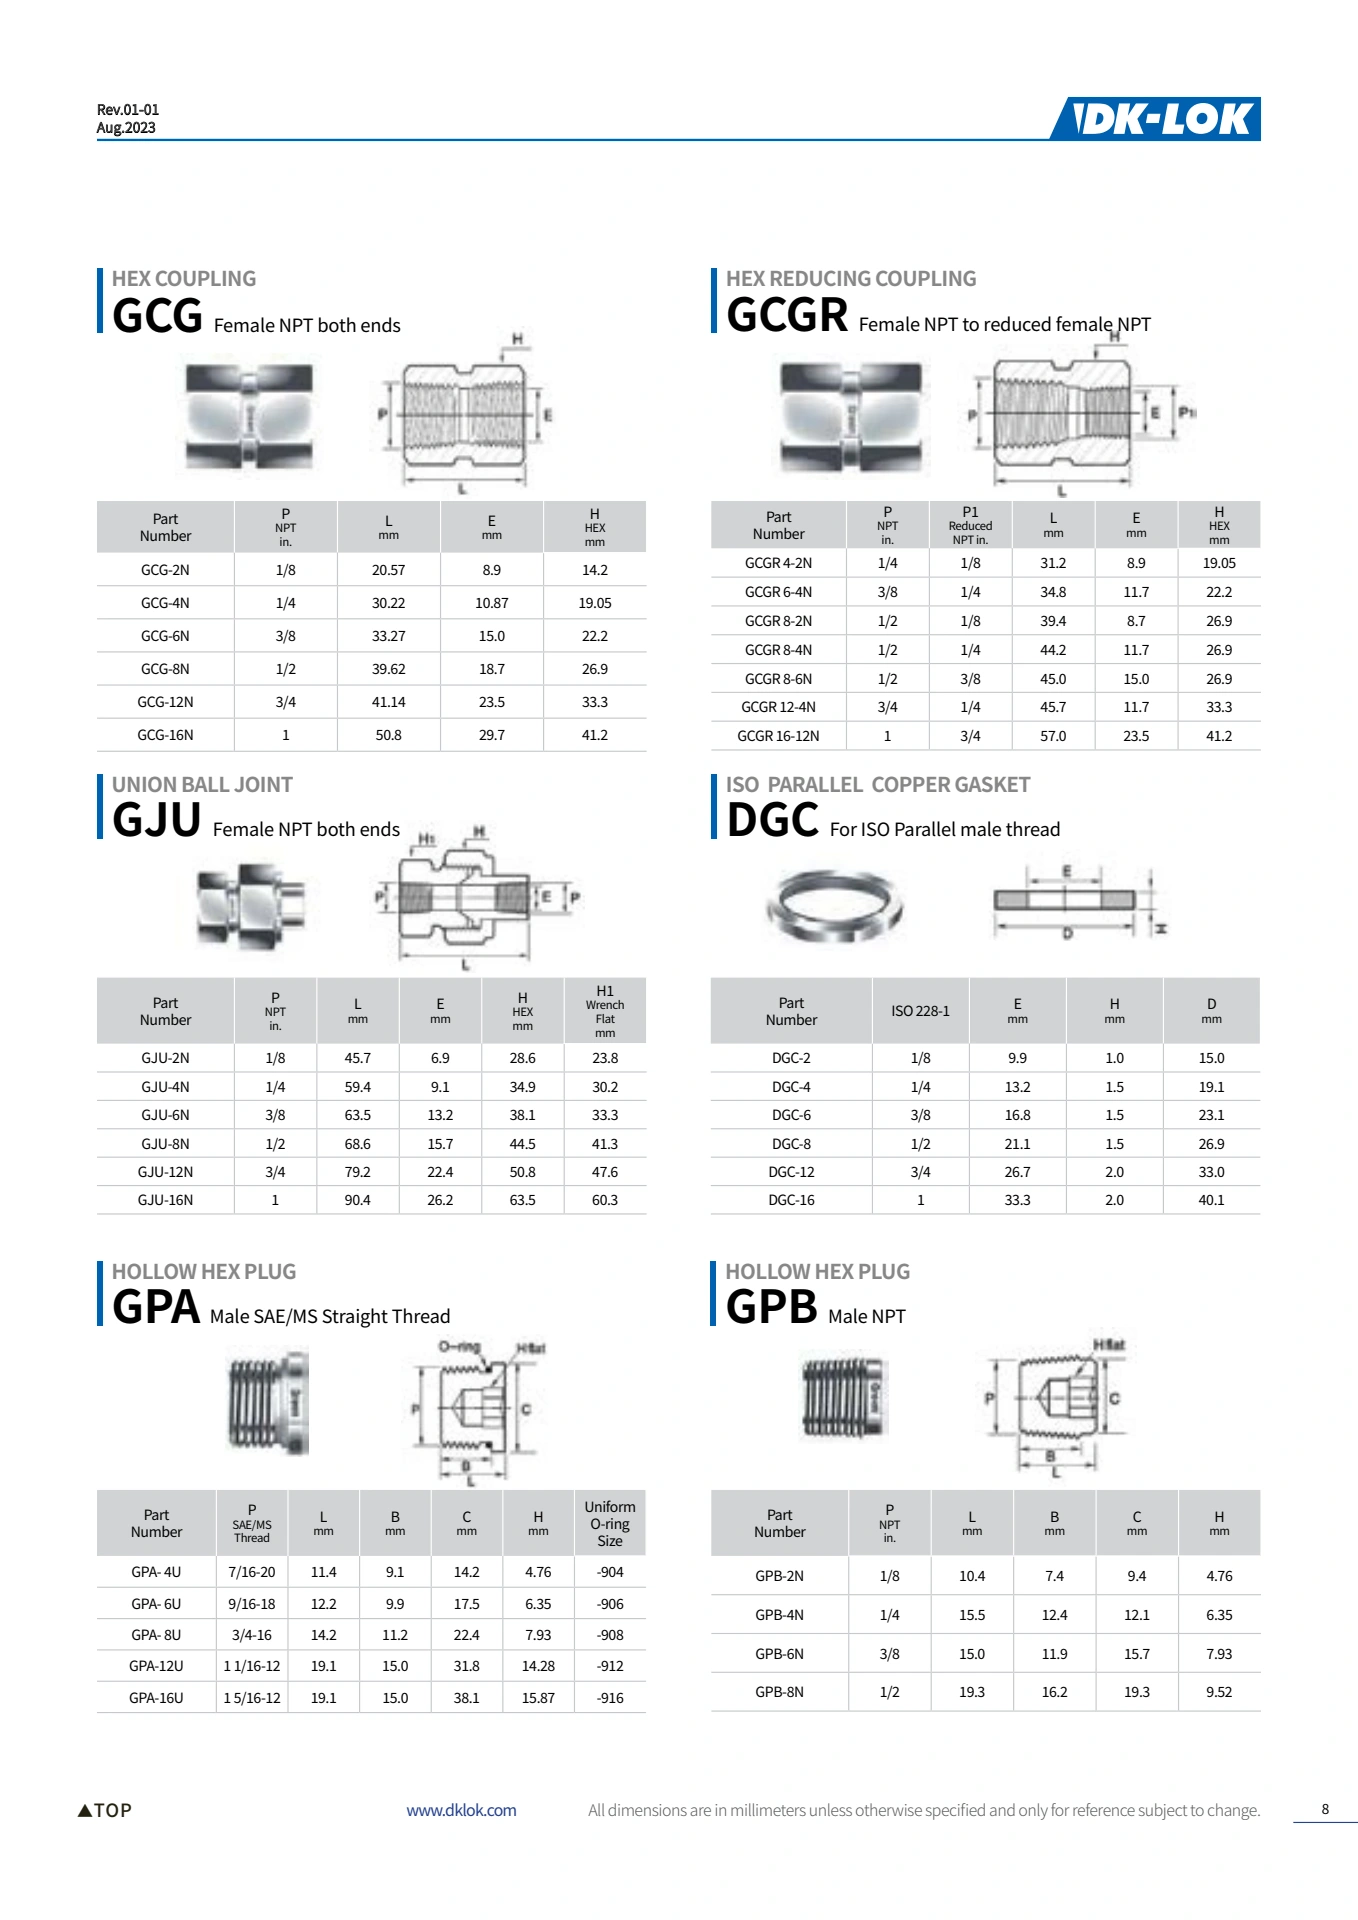 Rev.01-01
Aug.2023
DK-LOK
HEX COUPLING
GCG Female NPT both ends
H
P
E
L
Part Number | P NPT in. | L mm | E mm | H HEX mm
GCG-2N 1/8 20.57 8.9 14.2
GCG-4N 1/4 30.22 10.87 19.05
GCG-6N 3/8 33.27 15.0 22.2
GCG-8N 1/2 39.62 18.7 26.9
GCG-12N 3/4 41.14 23.5 33.3
GCG-16N 1 50.8 29.7 41.2
HEX REDUCING COUPLING
GCGR Female NPT to reduced female NPT
H
P
E
P1
L
Part Number | P NPT in. | P1 Reduced NPT in. | L mm | E mm | H HEX mm
GCGR 4-2N 1/4 1/8 31.2 8.9 19.05
GCGR 6-4N 3/8 1/4 34.8 11.7 22.2
GCGR 8-2N 1/2 1/8 39.4 8.7 26.9
GCGR 8-4N 1/2 1/4 44.2 11.7 26.9
GCGR 8-6N 1/2 3/8 45.0 15.0 26.9
GCGR 12-4N 3/4 1/4 45.7 11.7 33.3
GCGR 16-12N 1 3/4 57.0 23.5 41.2
UNION BALL JOINT
GJU Female NPT both ends
H1
H
P
E
P
L
Part Number | P NPT in. | L mm | E mm | H HEX mm | H1 Wrench Flat mm
GJU-2N 1/8 45.7 6.9 28.6 23.8
GJU-4N 1/4 59.4 9.1 34.9 30.2
GJU-6N 3/8 63.5 13.2 38.1 33.3
GJU-8N 1/2 68.6 15.7 44.5 41.3
GJU-12N 3/4 79.2 22.4 50.8 47.6
GJU-16N 1 90.4 26.2 63.5 60.3
ISO PARALLEL COPPER GASKET
DGC For ISO Parallel male thread
E
D
H
Part Number | ISO 228-1 | E mm | H mm | D mm
DGC-2 1/8 9.9 1.0 15.0
DGC-4 1/4 13.2 1.5 19.1
DGC-6 3/8 16.8 1.5 23.1
DGC-8 1/2 21.1 1.5 26.9
DGC-12 3/4 26.7 2.0 33.0
DGC-16 1 33.3 2.0 40.1
HOLLOW HEX PLUG
GPA Male SAE/MS Straight Thread
O-ring
H flat
P
C
B
L
Part Number | P SAE/MS Thread | L mm | B mm | C mm | H mm | Uniform O-ring Size
GPA- 4U 7/16-20 11.4 9.1 14.2 4.76 -904
GPA- 6U 9/16-18 12.2 9.9 17.5 6.35 -906
GPA- 8U 3/4-16 14.2 11.2 22.4 7.93 -908
GPA-12U 1 1/16-12 19.1 15.0 31.8 14.28 -912
GPA-16U 1 5/16-12 19.1 15.0 38.1 15.87 -916
HOLLOW HEX PLUG
GPB Male NPT
H flat
P
C
B
L
Part Number | P NPT in. | L mm | B mm | C mm | H mm
GPB-2N 1/8 10.4 7.4 9.4 4.76
GPB-4N 1/4 15.5 12.4 12.1 6.35
GPB-6N 3/8 15.0 11.9 15.7 7.93
GPB-8N 1/2 19.3 16.2 19.3 9.52
▲TOP
www.dklok.com
All dimensions are in millimeters unless otherwise specified and only for reference subject to change.
8